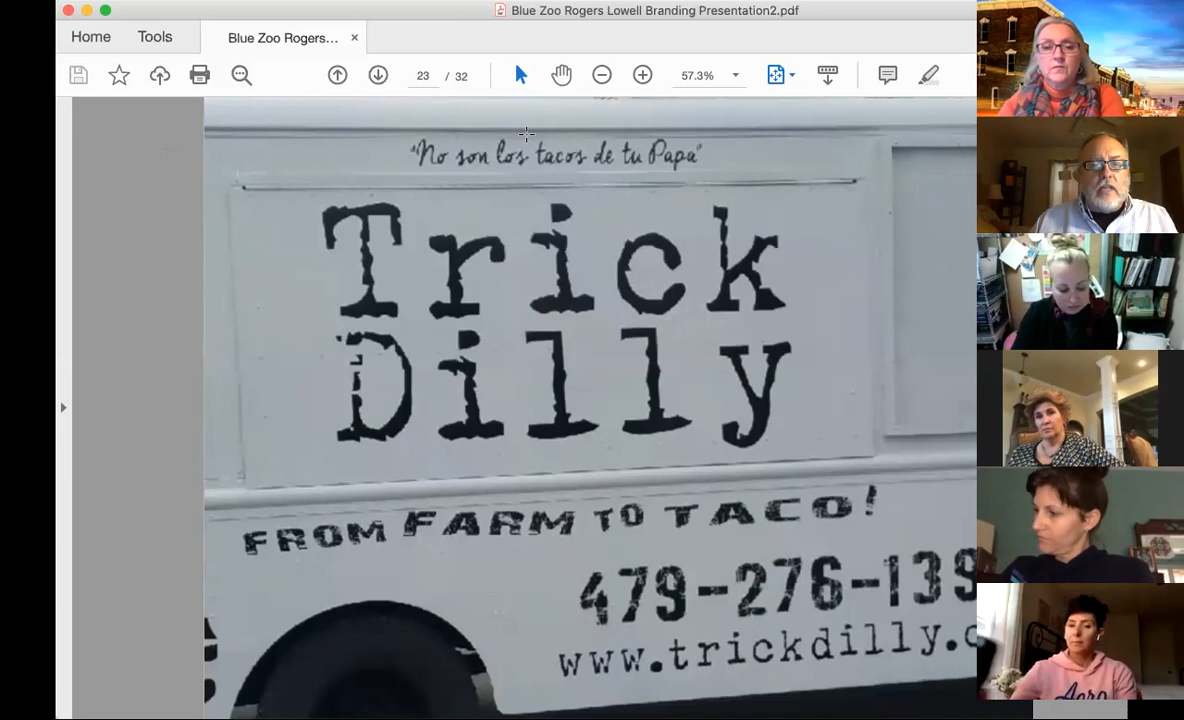 Blue Zoo Rogers Lowell Branding Presentation2.pdf
Home Tools Blue Zoo Rogers...
23 / 32 57.3%
"No son los tacos de tu Papa"
Trick
Dilly
FROM FARM TO TACO!
479-276-139
www.trickdilly.c
Aero